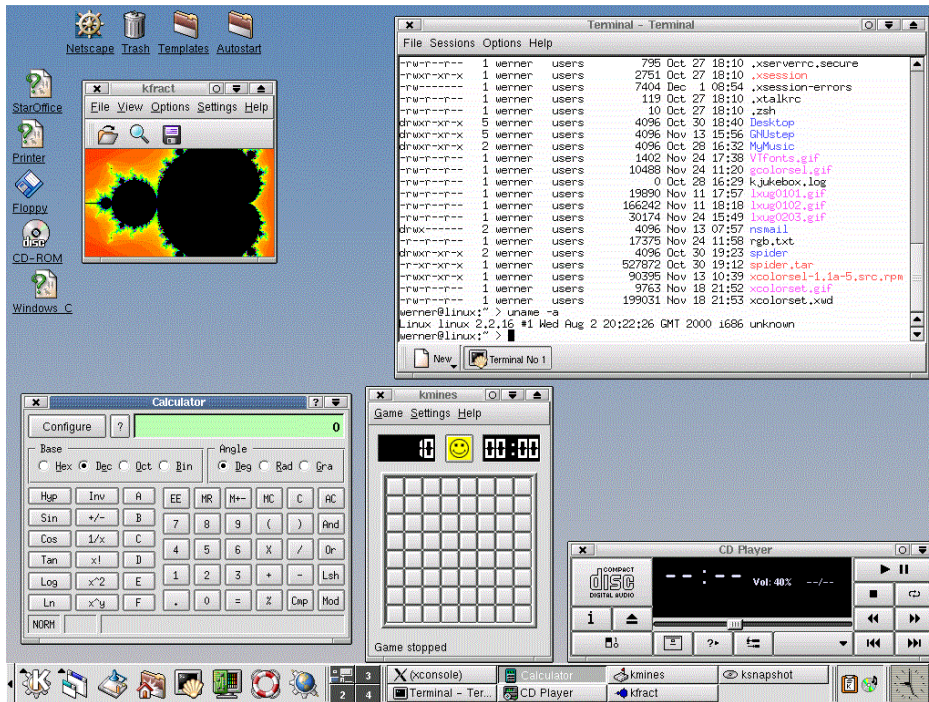 Netscape Trash Templates Autostart
StarOffice
Printer
Floppy
CD-ROM
Windows C
kfract
File View Options Settings Help
Terminal - Terminal
File Sessions Options Help
-rw-r--r-- 1 werner users 795 Oct 27 18:10 .xserverrc.secure
-rwxr-xr-x 1 werner users 2751 Oct 27 18:10 .xsession
-rw------- 1 werner users 7404 Dec 1 08:54 .xsession-errors
-rw-r--r-- 1 werner users 119 Oct 27 18:10 .xtalkrc
-rw-r--r-- 1 werner users 10 Oct 27 18:10 .zsh
drwxr-xr-x 5 werner users 4096 Oct 30 18:40 Desktop
drwxr-xr-x 5 werner users 4096 Nov 13 15:56 GNUstep
drwxr-xr-x 2 werner users 4096 Oct 28 16:32 MyMusic
-rw-r--r-- 1 werner users 1402 Nov 24 17:38 VTfonts.gif
-rw-r--r-- 1 werner users 10488 Nov 24 11:20 gcolorsel.gif
-rw-r--r-- 1 werner users 0 Oct 28 16:29 kjukebox.log
-rw-r--r-- 1 werner users 19890 Nov 11 17:57 lxug0101.gif
-rw-r--r-- 1 werner users 166242 Nov 11 18:18 lxug0102.gif
-rw-r--r-- 1 werner users 30174 Nov 24 15:49 lxug0203.gif
drwx------ 2 werner users 4096 Nov 13 07:57 nsmail
-r--r--r-- 1 werner users 17375 Nov 24 11:58 rgb.txt
drwxr-xr-x 2 werner users 4096 Oct 30 19:23 spider
-r-xr-xr-x 1 werner users 527872 Oct 30 19:12 spider.tar
-rwxr-xr-x 1 werner users 90395 Nov 13 10:39 xcolorsel-1.1a-5.src.rpm
-rw-r--r-- 1 werner users 9763 Nov 18 21:52 xcolorset.gif
-rw-r--r-- 1 werner users 199031 Nov 18 21:53 xcolorset.xwd
werner@linux:~ > uname -a
Linux linux 2.2.16 #1 Wed Aug 2 20:22:26 GMT 2000 i686 unknown
werner@linux:~ >
New Terminal No 1
Calculator ?
Configure ? 0
Base Angle
Hex Dec Oct Bin Deg Rad Gra
Hyp Inv A EE MR M+- MC C AC
Sin +/- B 7 8 9 ( ) And
Cos 1/x C 4 5 6 X / Or
Tan x! D 1 2 3 + - Lsh
Log x^2 E . 0 = % Cmp Mod
Ln x^y F
NORM
kmines
Game Settings Help
10 00:00
Game stopped
CD Player
COMPACT
disc
DIGITAL AUDIO
--:-- Vol: 40% --/--
i
?
K 3 X (xconsole) Calculator kmines ksnapshot
2 4 Terminal - Ter... CD Player kfract